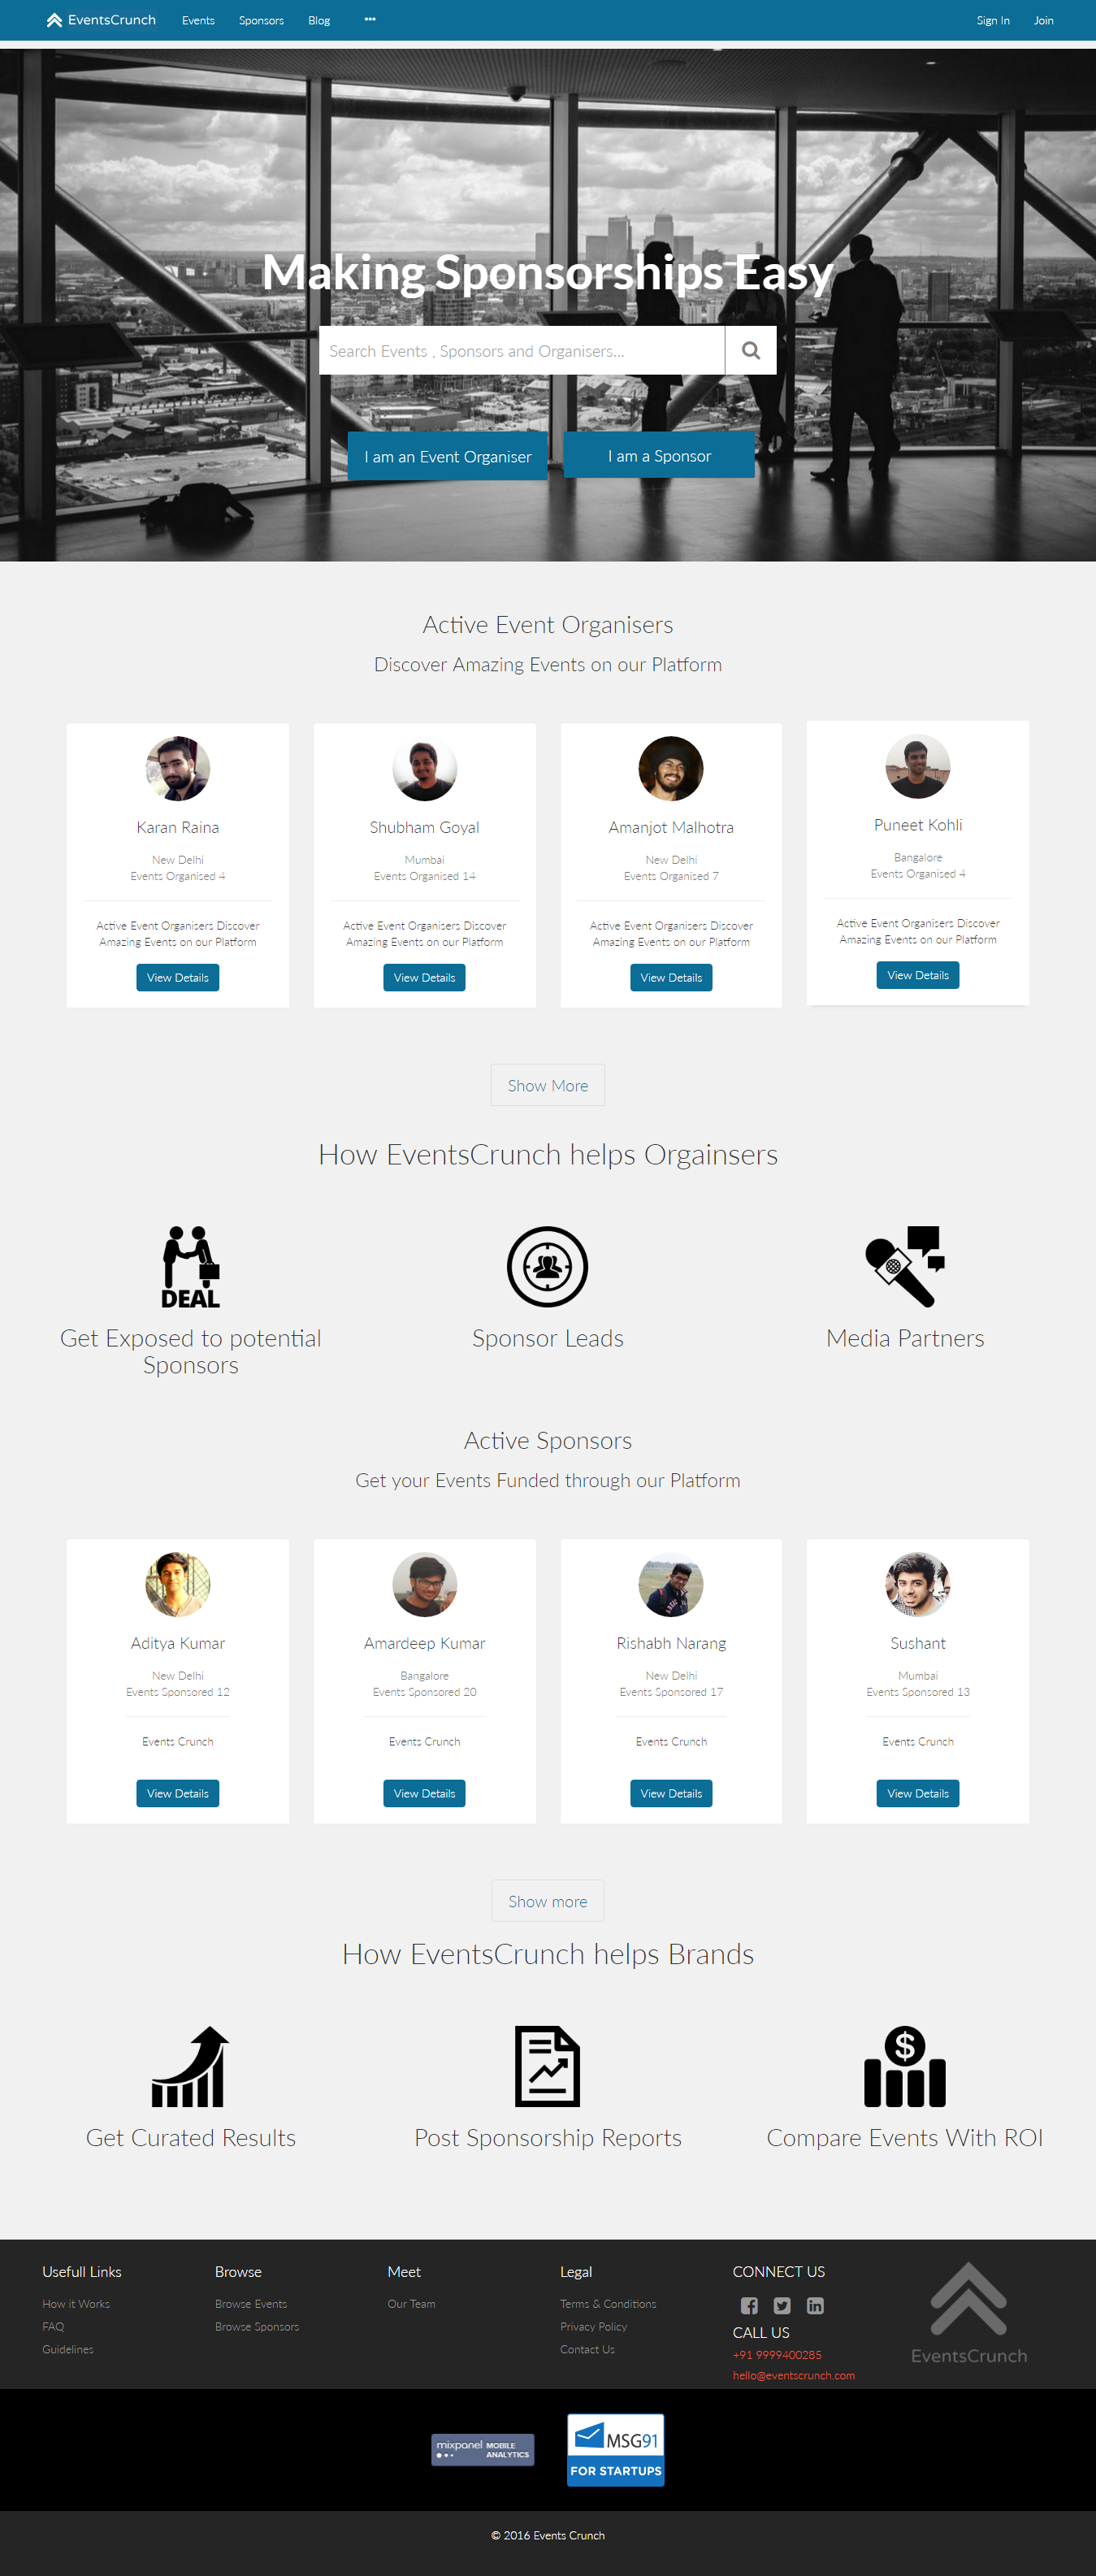 EventsCrunch Events Sponsors Blog ••• Sign In Join
Making Sponsorships Easy
Search Events , Sponsors and Organisers...
I am an Event Organiser
I am a Sponsor
Active Event Organisers
Discover Amazing Events on our Platform
Karan Raina
New Delhi
Events Organised 4
Active Event Organisers Discover
Amazing Events on our Platform
View Details
Shubham Goyal
Mumbai
Events Organised 14
Active Event Organisers Discover
Amazing Events on our Platform
View Details
Amanjot Malhotra
New Delhi
Events Organised 7
Active Event Organisers Discover
Amazing Events on our Platform
View Details
Puneet Kohli
Bangalore
Events Organised 4
Active Event Organisers Discover
Amazing Events on our Platform
View Details
Show More
How EventsCrunch helps Orgainsers
DEAL
Get Exposed to potential
Sponsors
Sponsor Leads
Media Partners
Active Sponsors
Get your Events Funded through our Platform
Aditya Kumar
New Delhi
Events Sponsored 12
Events Crunch
View Details
Amardeep Kumar
Bangalore
Events Sponsored 20
Events Crunch
View Details
Rishabh Narang
New Delhi
Events Sponsored 17
Events Crunch
View Details
Sushant
Mumbai
Events Sponsored 13
Events Crunch
View Details
Show more
How EventsCrunch helps Brands
$
Get Curated Results
Post Sponsorship Reports
Compare Events With ROI
Usefull Links
How it Works
FAQ
Guidelines
Browse
Browse Events
Browse Sponsors
Meet
Our Team
Legal
Terms & Conditions
Privacy Policy
Contact Us
CONNECT US
CALL US
+91 9999400285
hello@eventscrunch.com
EventsCrunch
mixpanel MOBILE
ANALYTICS
MSG91
FOR STARTUPS
© 2016 Events Crunch